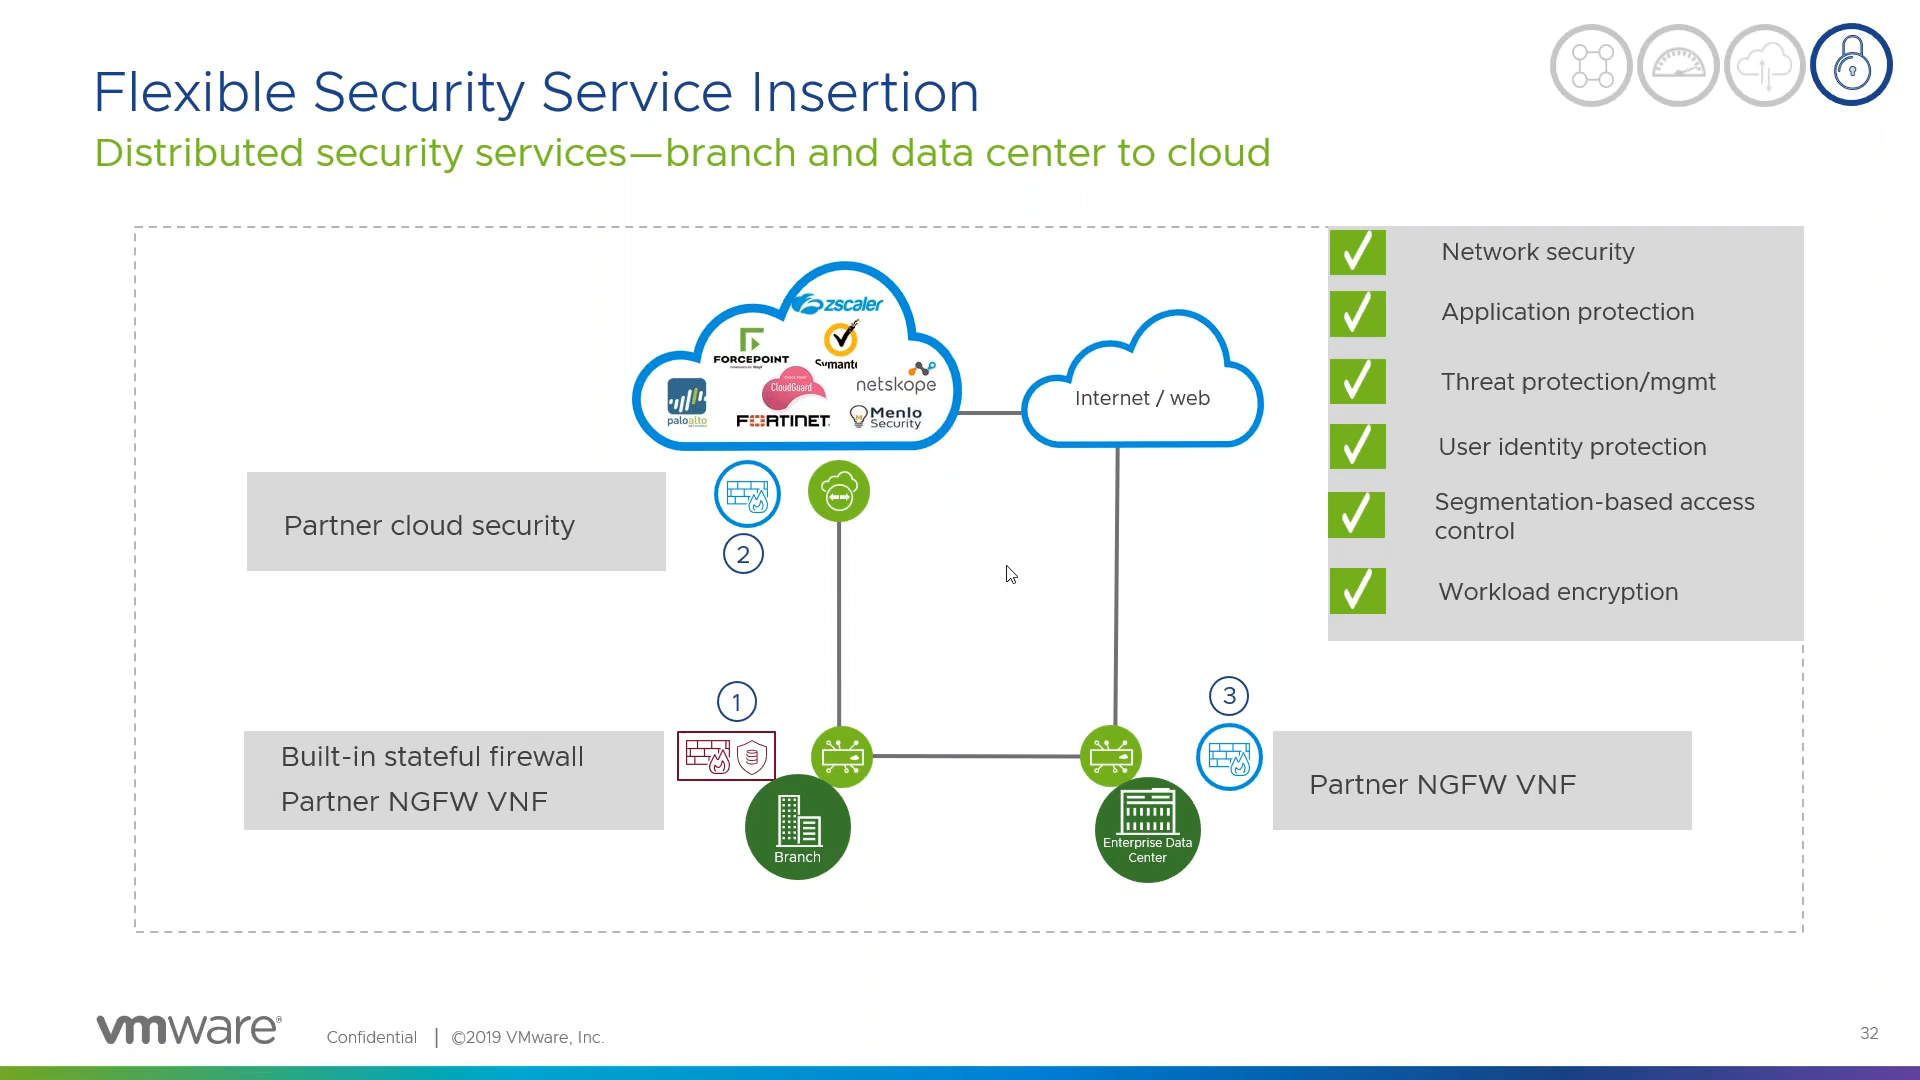 Flexible Security Service Insertion
Distributed security services—branch and data center to cloud
zscaler
FORCEPOINT
Symante
CloudGuard
netskope
paloalto
FORTINET
Menlo
Security
Internet / web
Network security
Application protection
Threat protection/mgmt
User identity protection
Segmentation-based access
control
Workload encryption
Partner cloud security
2
1
3
Built-in stateful firewall
Partner NGFW VNF
Partner NGFW VNF
Branch
Enterprise Data
Center
vmware®
Confidential | ©2019 VMware, Inc.
32